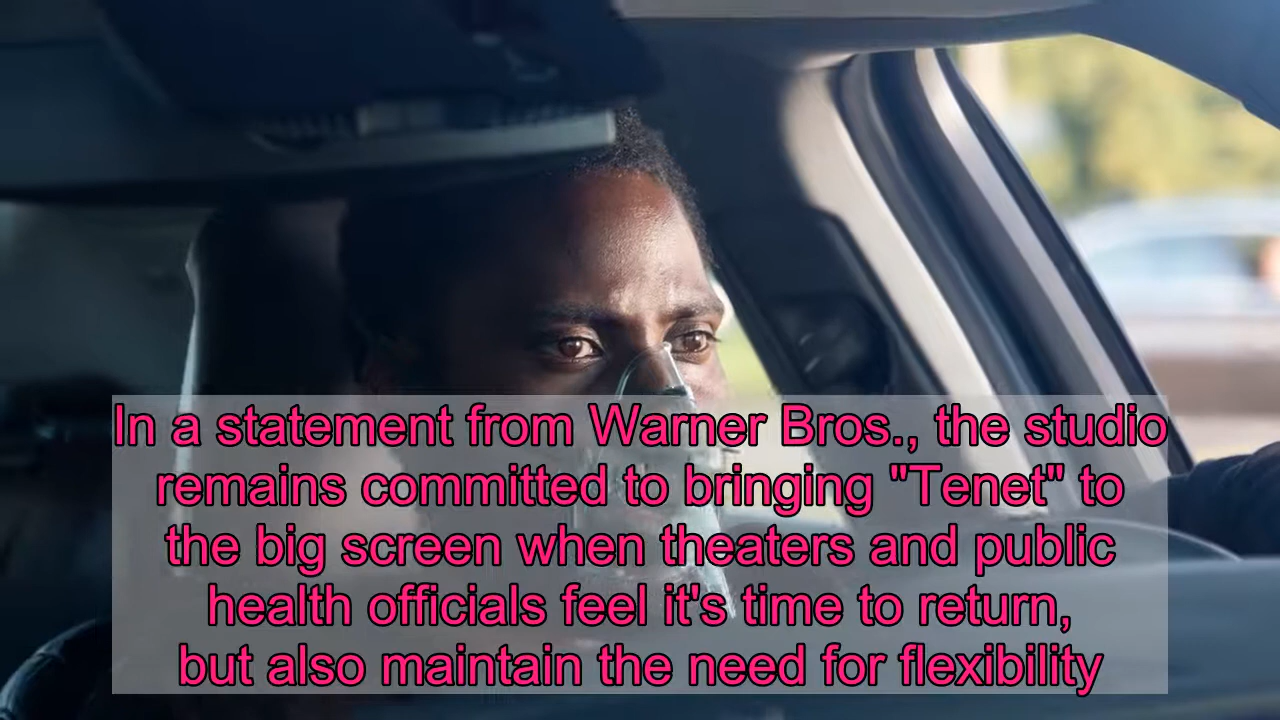 In a statement from Warner Bros., the studio
remains committed to bringing "Tenet" to
the big screen when theaters and public
health officials feel it's time to return,
but also maintain the need for flexibility